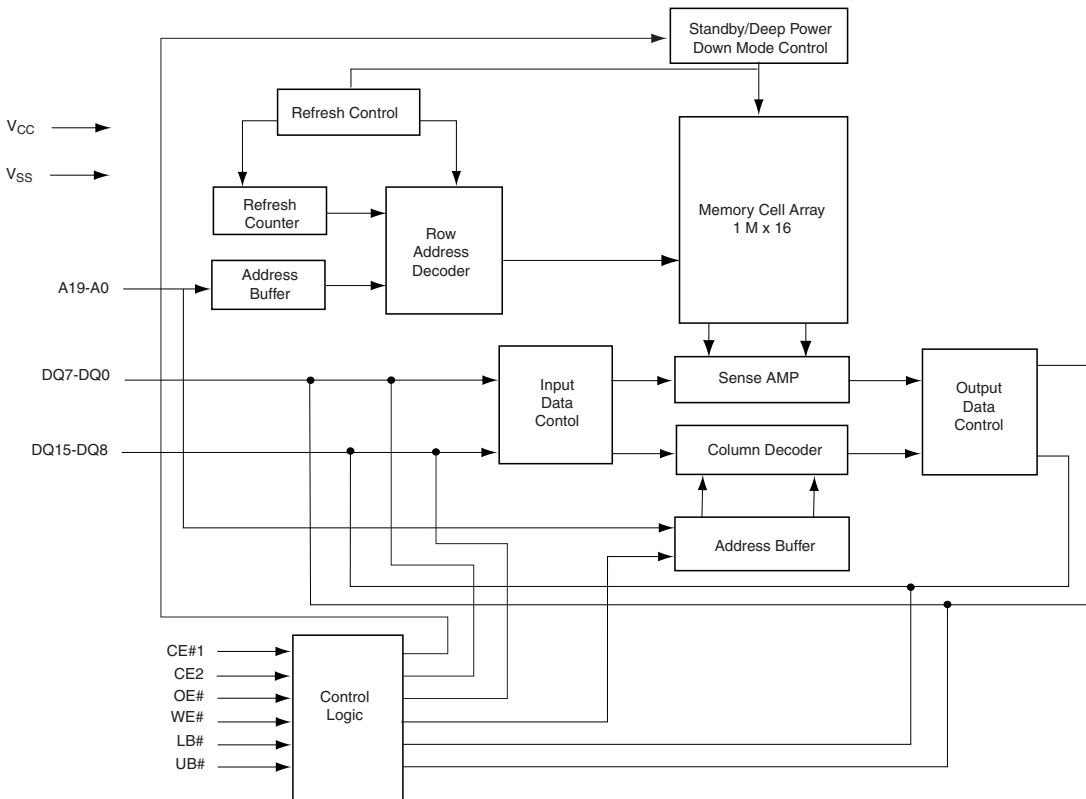 Standby/Deep Power
Down Mode Control
Refresh Control
VCC
VSS
Refresh
Counter
Row
Address
Decoder
Memory Cell Array
1 M x 16
Address
Buffer
A19-A0
DQ7-DQ0
Input
Data
Contol
Sense AMP
Output
Data
Control
DQ15-DQ8
Column Decoder
Address Buffer
CE#1
CE2
OE#
WE#
LB#
UB#
Control
Logic